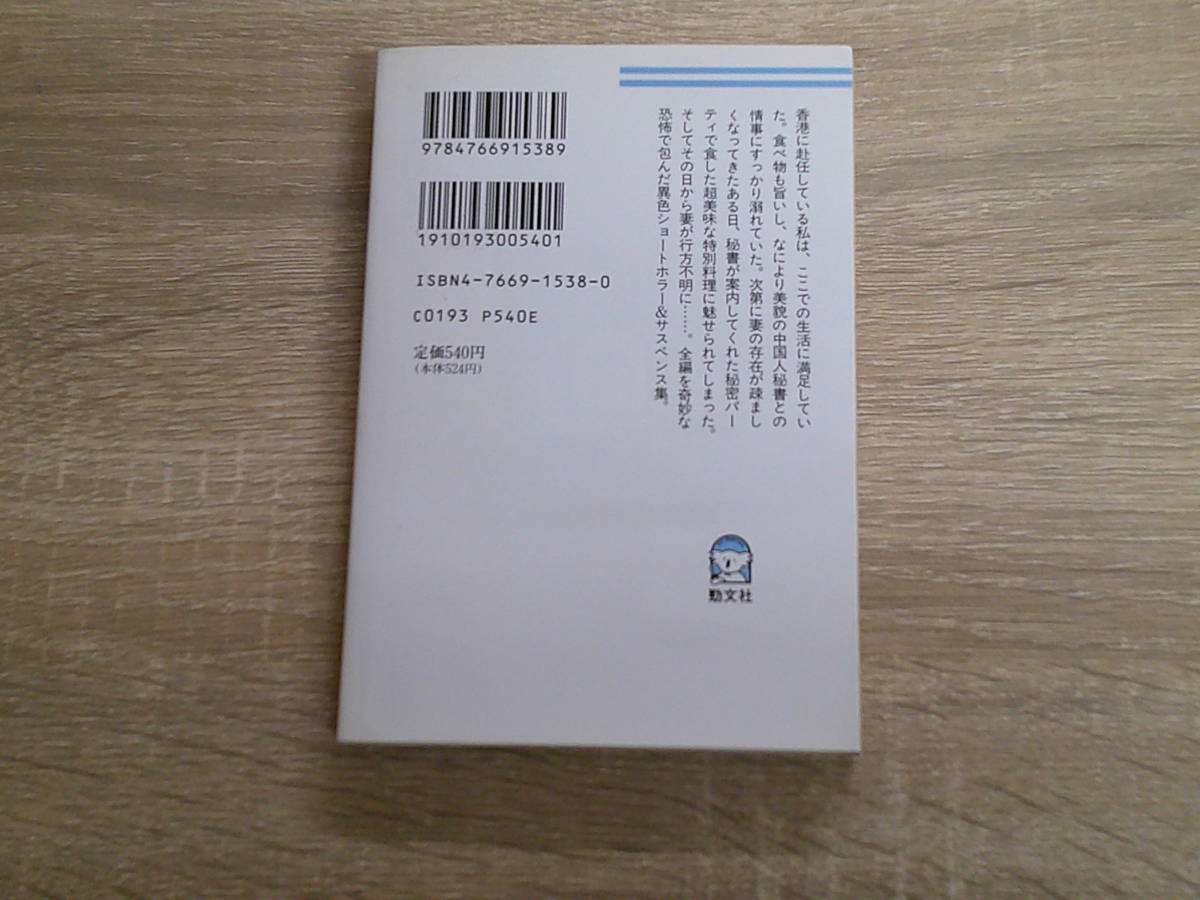 香港に赴任している私は、ここでの生活に満足してい
た。食べ物も旨いし、なにより美貌の中国人秘書との
情事にすっかり溺れていた。次第に妻の存在が疎まし
くなってきたある日、秘書が案内してくれた秘密パー
ティで食した超美味な特別料理に魅せられてしまった。
そしてその日から妻が行方不明に……。全編を奇妙な
恐怖で包んだ異色ショートホラー&サスペンス集。
9784766915389
1910193005401
ISBN4-7669-1538-0
C0193 P540E
定価540円
(本体524円)
勁文社